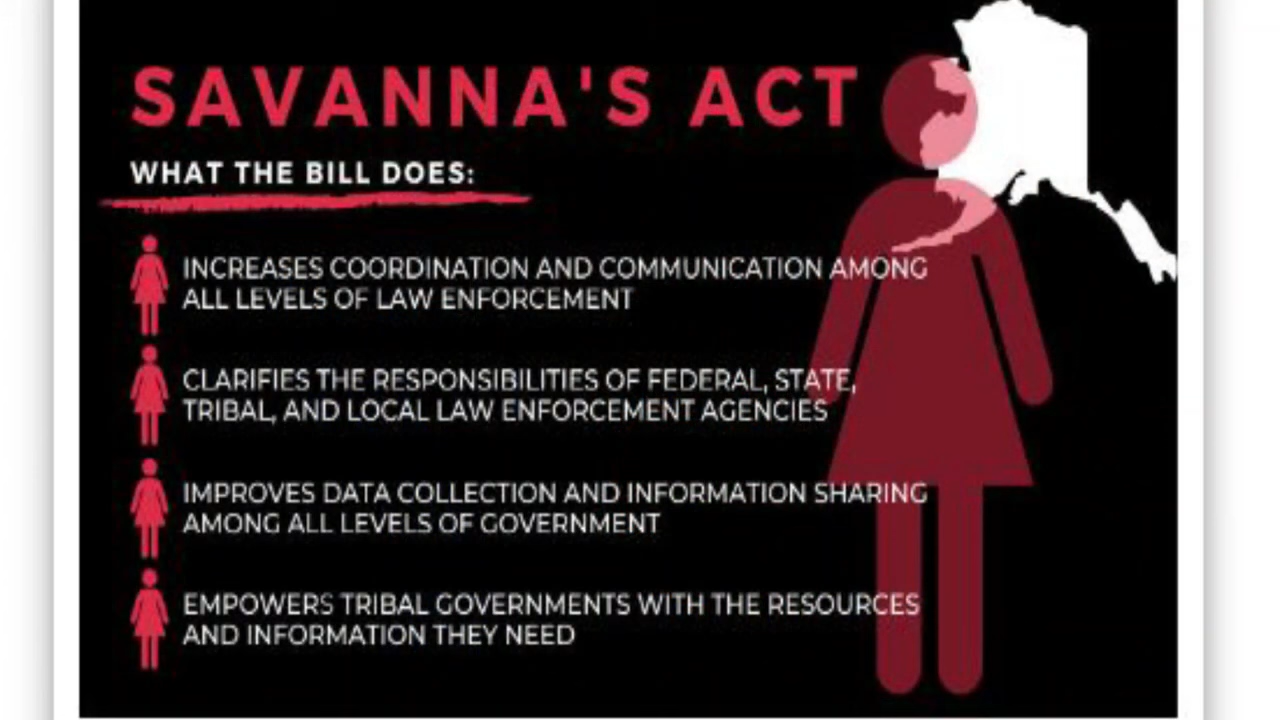 SAVANNA'S ACT
WHAT THE BILL DOES:
INCREASES COORDINATION AND COMMUNICATION AMONG
ALL LEVELS OF LAW ENFORCEMENT
CLARIFIES THE RESPONSIBILITIES OF FEDERAL, STATE,
TRIBAL, AND LOCAL LAW ENFORCEMENT AGENCIES
IMPROVES DATA COLLECTION AND INFORMATION SHARING
AMONG ALL LEVELS OF GOVERNMENT
EMPOWERS TRIBAL GOVERNMENTS WITH THE RESOURCES
AND INFORMATION THEY NEED